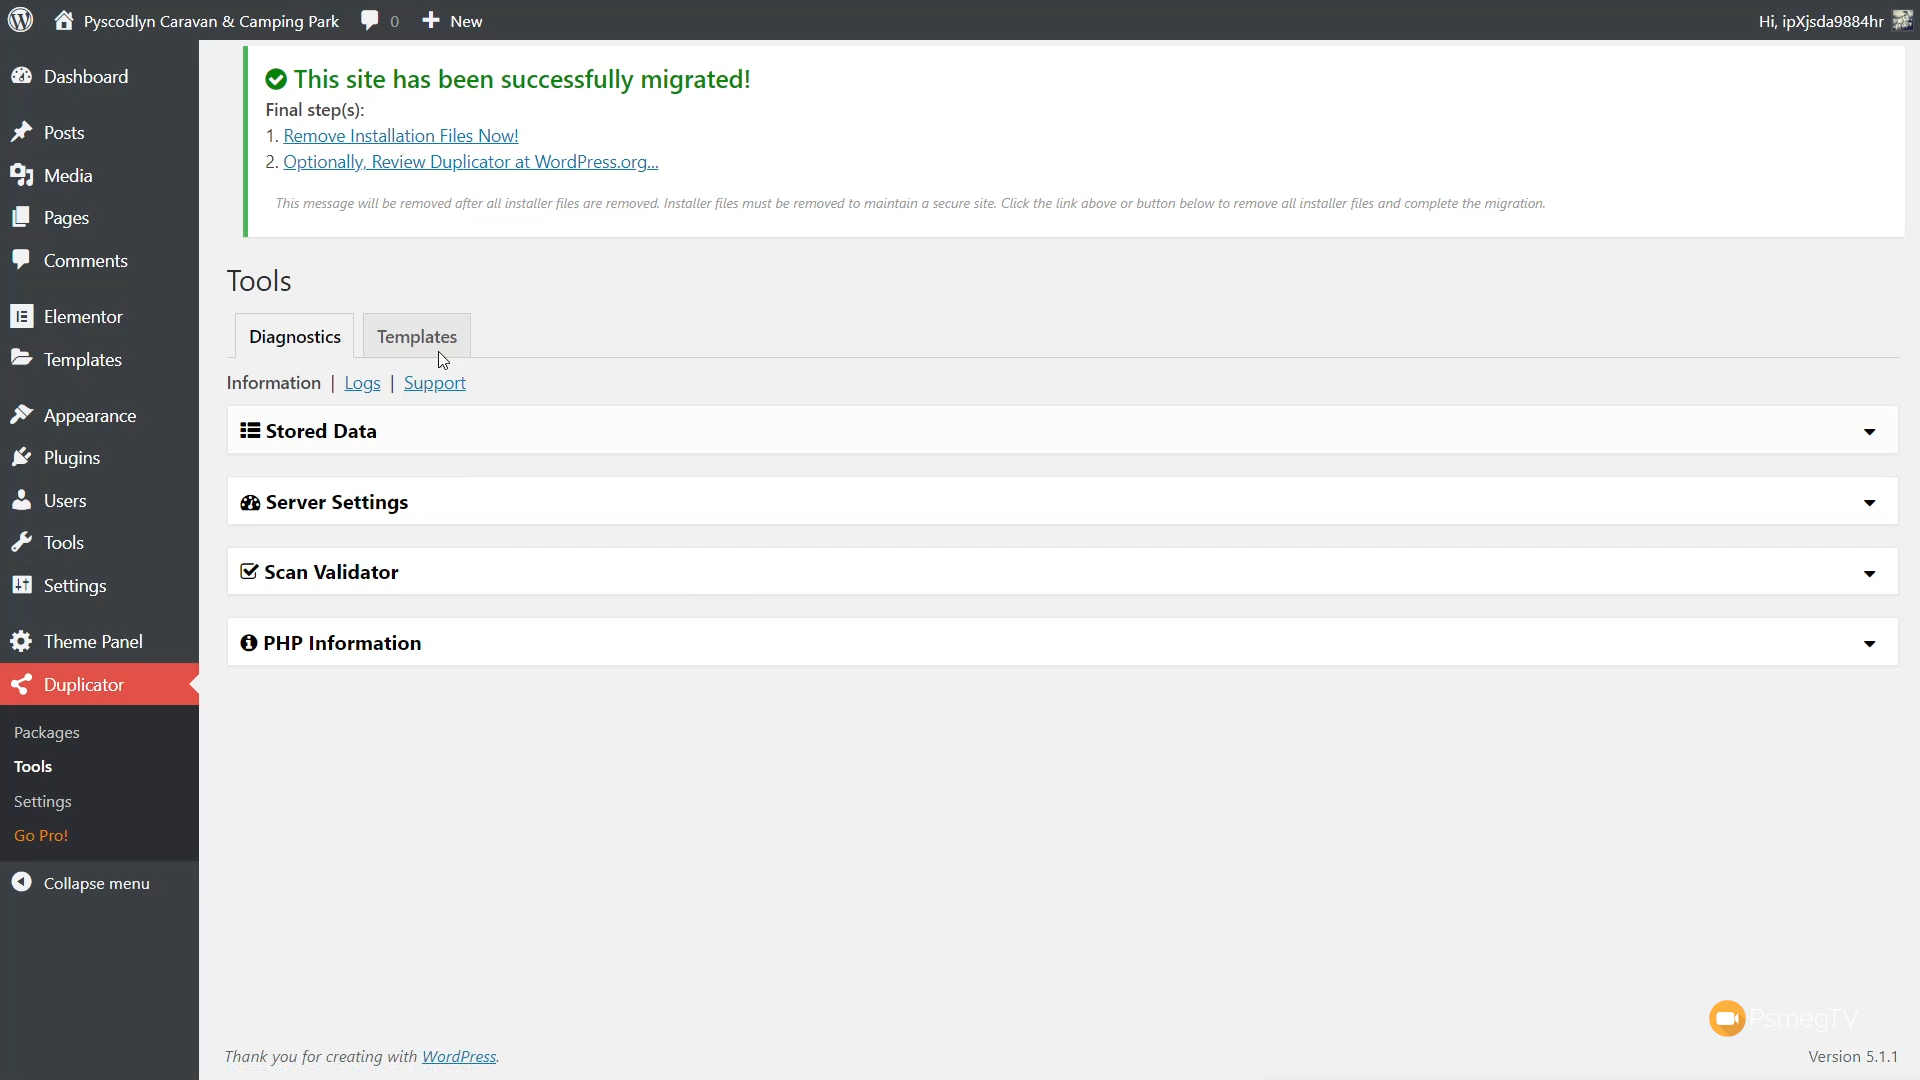 Pyscodlyn Caravan & Camping Park 0 New Hi, ipXjsda9884hr
Dashboard
Posts
Media
Pages
Comments
Elementor
Templates
Appearance
Plugins
Users
Tools
Settings
Theme Panel
Duplicator
Packages
Tools
Settings
Go Pro!
Collapse menu
This site has been successfully migrated!
Final step(s):
1. Remove Installation Files Now!
2. Optionally, Review Duplicator at WordPress.org...
This message will be removed after all installer files are removed. Installer files must be removed to maintain a secure site. Click the link above or button below to remove all installer files and complete the migration.
Tools
Diagnostics Templates
Information | Logs | Support
Stored Data
Server Settings
Scan Validator
PHP Information
PsmegTV
Thank you for creating with WordPress. Version 5.1.1